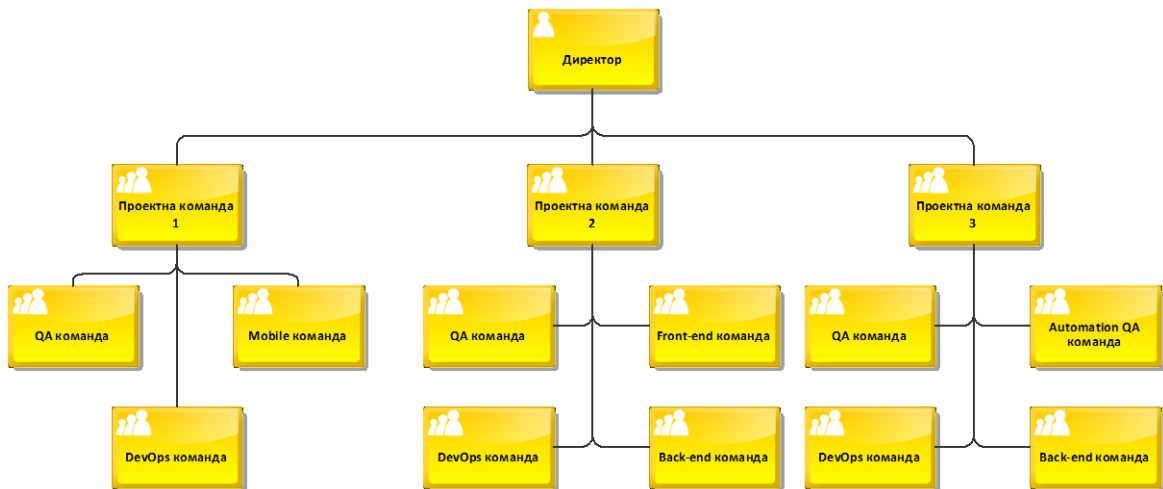 Директор
Проектна команда
1
Проектна команда
2
Проектна команда
3
QA команда
Mobile команда
QA команда
Front-end команда
QA команда
Automation QA
команда
DevOps команда
DevOps команда
Back-end команда
DevOps команда
Back-end команда